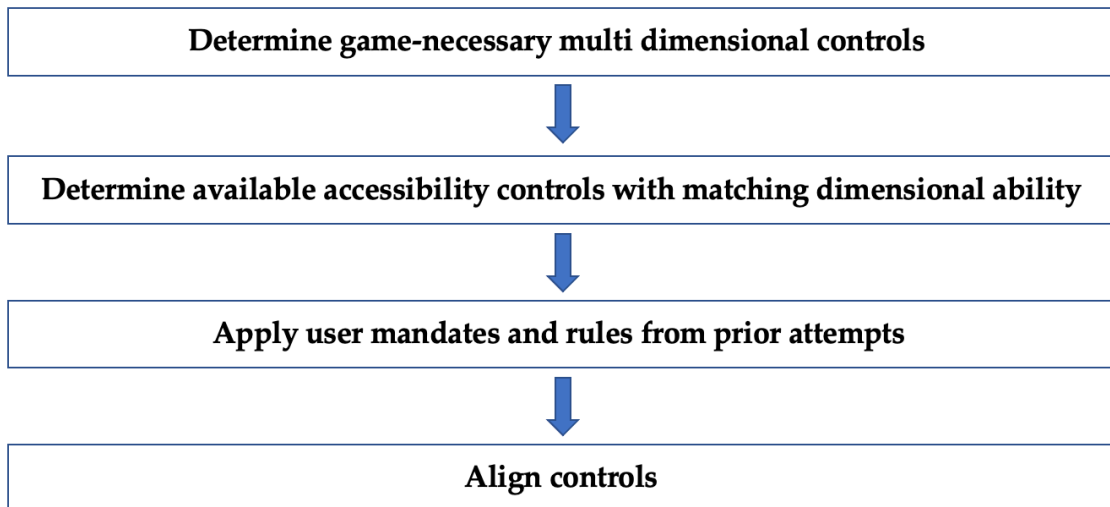 Determine game-necessary multi dimensional controls
Determine available accessibility controls with matching dimensional ability
Apply user mandates and rules from prior attempts
Align controls